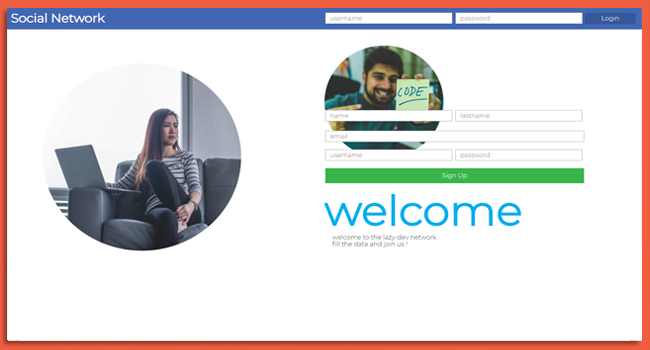 Social Network
username password Login
CODE
name lastname
email
username password
Sign Up
welcome
welcome to the lazy-dev network
fill the data and join us !